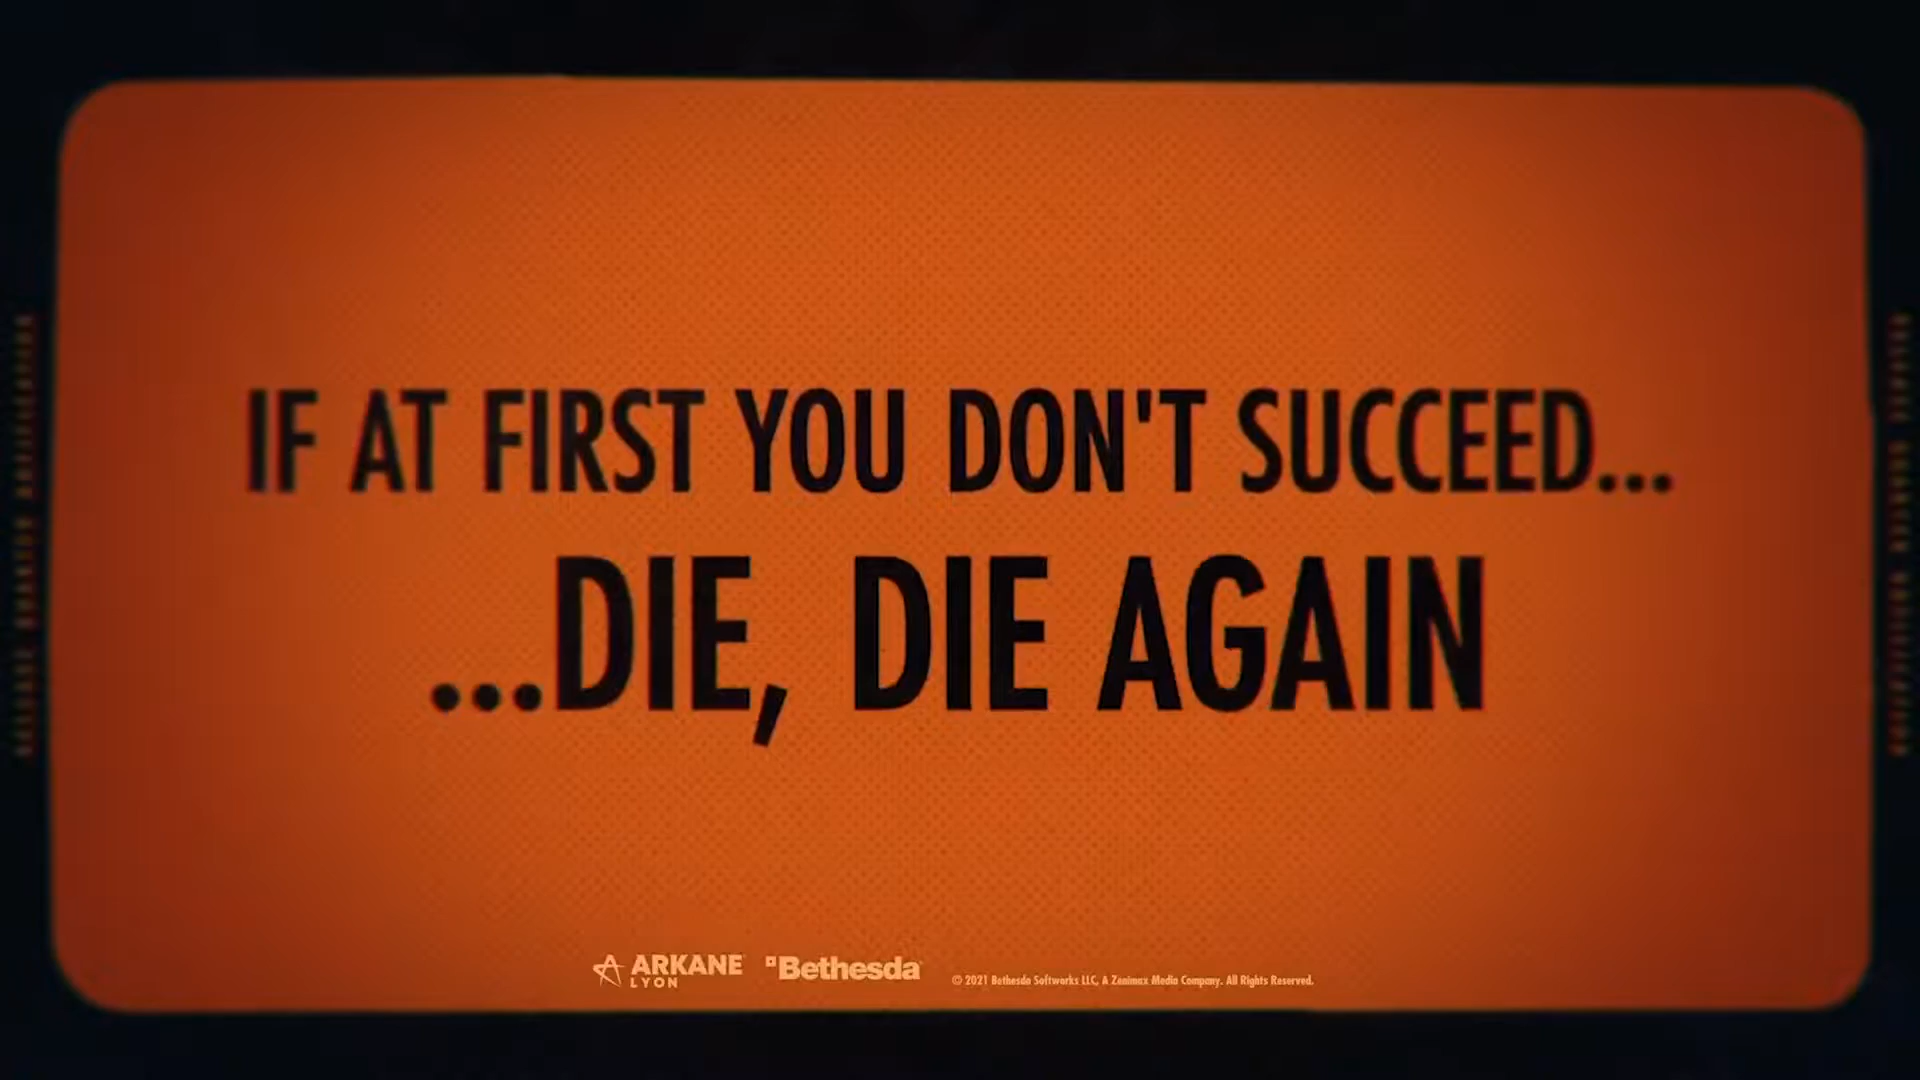 IF AT FIRST YOU DON'T SUCCEED...
...DIE, DIE AGAIN
ARKANE
LYON
Bethesda
© 2021 Bethesda Softworks LLC, A Zenimax Media Company. All Rights Reserved.